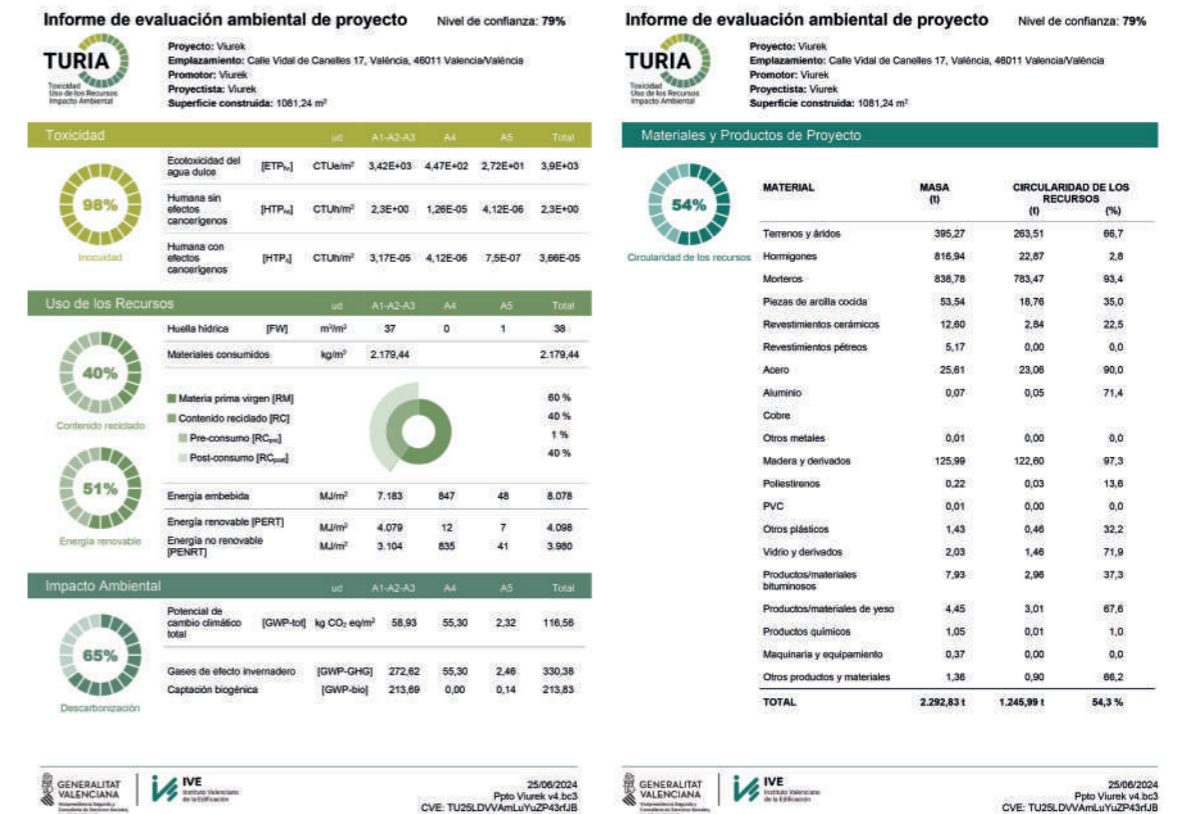 Informe de evaluación ambiental de proyecto Nivel de confianza: 79%
TURIA
Toxicidad
Uso de los Recursos
Impacto Ambiental
Proyecto: Viurek
Emplazamiento: Calle Vidal de Canelles 17, València, 46011 Valencia/València
Promotor: Viurek
Proyectista: Viurek
Superficie construida: 1081,24 m²
Toxicidad ud A1-A2-A3 A4 A5 Total
98%
Inocuidad
Ecotoxicidad del agua dulce [ETPfw] CTUe/m² 3,42E+03 4,47E+02 2,72E+01 3,9E+03
Humana sin efectos cancerígenos CTUh/m² 2,3E+00 1,26E-05 4,12E-06 2,3E+00
Humana con efectos cancerígenos CTUh/m² 3,17E-05 4,12E-06 7,5E-07 3,66E-05
Uso de los Recursos ud A1-A2-A3 A4 A5 Total
40%
Contenido reciclado
51%
Energía renovable
Huella hídrica [FW] m³/m² 37 0 1 38
Materiales consumidos kg/m² 2.179,44 2.179,44
Materia prima virgen [RM] 60 %
Contenido reciclado [RC] 40 %
Pre-consumo [RCpre] 1 %
Post-consumo [RCpost] 40 %
Energía embebida MJ/m² 7.183 847 48 8.078
Energía renovable [PERT] MJ/m² 4.079 12 7 4.098
Energía no renovable [PENRT] MJ/m² 3.104 835 41 3.980
Impacto Ambiental ud A1-A2-A3 A4 A5 Total
65%
Descarbonización
Potencial de cambio climático total [GWP-tot] kg CO₂ eq/m² 58,93 55,30 2,32 116,56
Gases de efecto invernadero [GWP-GHG] 272,62 55,30 2,46 330,38
Captación biogénica [GWP-bio] 213,69 0,00 0,14 213,83
GENERALITAT
VALENCIANA
IVE
Instituto Valenciano
de la Edificación
25/06/2024
Ppto Viurek v4.bc3
CVE: TU25LDVVAmLuYuZP43rfJB
Informe de evaluación ambiental de proyecto Nivel de confianza: 79%
TURIA
Toxicidad
Uso de los Recursos
Impacto Ambiental
Proyecto: Viurek
Emplazamiento: Calle Vidal de Canelles 17, València, 46011 Valencia/València
Promotor: Viurek
Proyectista: Viurek
Superficie construida: 1081,24 m²
Materiales y Productos de Proyecto
54%
Circularidad de los recursos
MATERIAL MASA (t) CIRCULARIDAD DE LOS RECURSOS
(t) (%)
Terrenos y áridos 395,27 263,51 66,7
Hormigones 816,94 22,87 2,8
Morteros 838,78 783,47 93,4
Piezas de arcilla cocida 53,54 18,76 35,0
Revestimientos cerámicos 12,60 2,84 22,5
Revestimientos pétreos 5,17 0,00 0,0
Acero 25,61 23,06 90,0
Aluminio 0,07 0,05 71,4
Cobre
Otros metales 0,01 0,00 0,0
Madera y derivados 125,99 122,60 97,3
Poliestirenos 0,22 0,03 13,6
PVC 0,01 0,00 0,0
Otros plásticos 1,43 0,46 32,2
Vidrio y derivados 2,03 1,46 71,9
Productos/materiales bituminosos 7,93 2,96 37,3
Productos/materiales de yeso 4,45 3,01 67,6
Productos químicos 1,05 0,01 1,0
Maquinaria y equipamiento 0,37 0,00 0,0
Otros productos y materiales 1,36 0,90 66,2
TOTAL 2.292,83 t 1.245,99 t 54,3 %
GENERALITAT
VALENCIANA
IVE
Instituto Valenciano
de la Edificación
25/06/2024
Ppto Viurek v4.bc3
CVE: TU25LDVVAmLuYuZP43rfJB